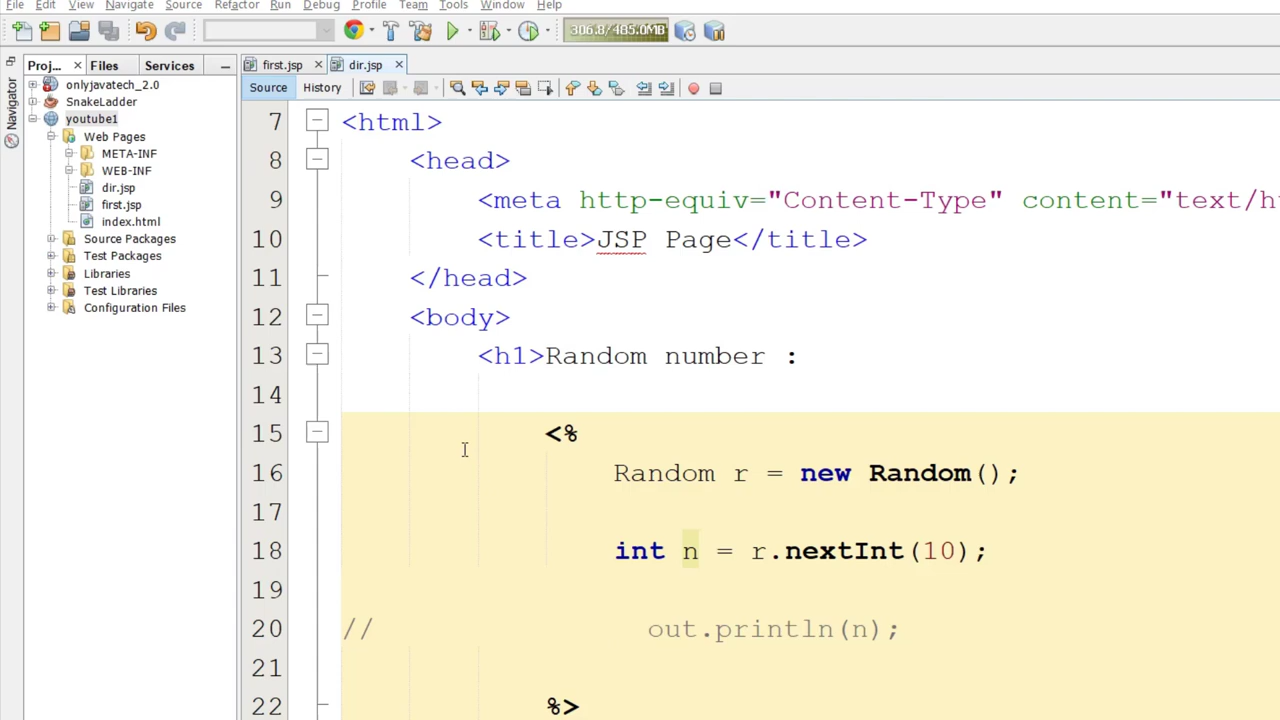 File Edit View Navigate Source Refactor Run Debug Profile Team Tools Window Help
306.8/485.0MB
Proj... × Files Services
first.jsp × dir.jsp ×
Navigator
Source History
onlyjavatech_2.0
SnakeLadder
youtube1
Web Pages
META-INF
WEB-INF
dir.jsp
first.jsp
index.html
Source Packages
Test Packages
Libraries
Test Libraries
Configuration Files
7 <html>
8 <head>
9 <meta http-equiv="Content-Type" content="text/h
10 <title>JSP Page</title>
11 </head>
12 <body>
13 <h1>Random number :
14
15 <%
16 Random r = new Random();
17
18 int n = r.nextInt(10);
19
20 // out.println(n);
21
22 %>